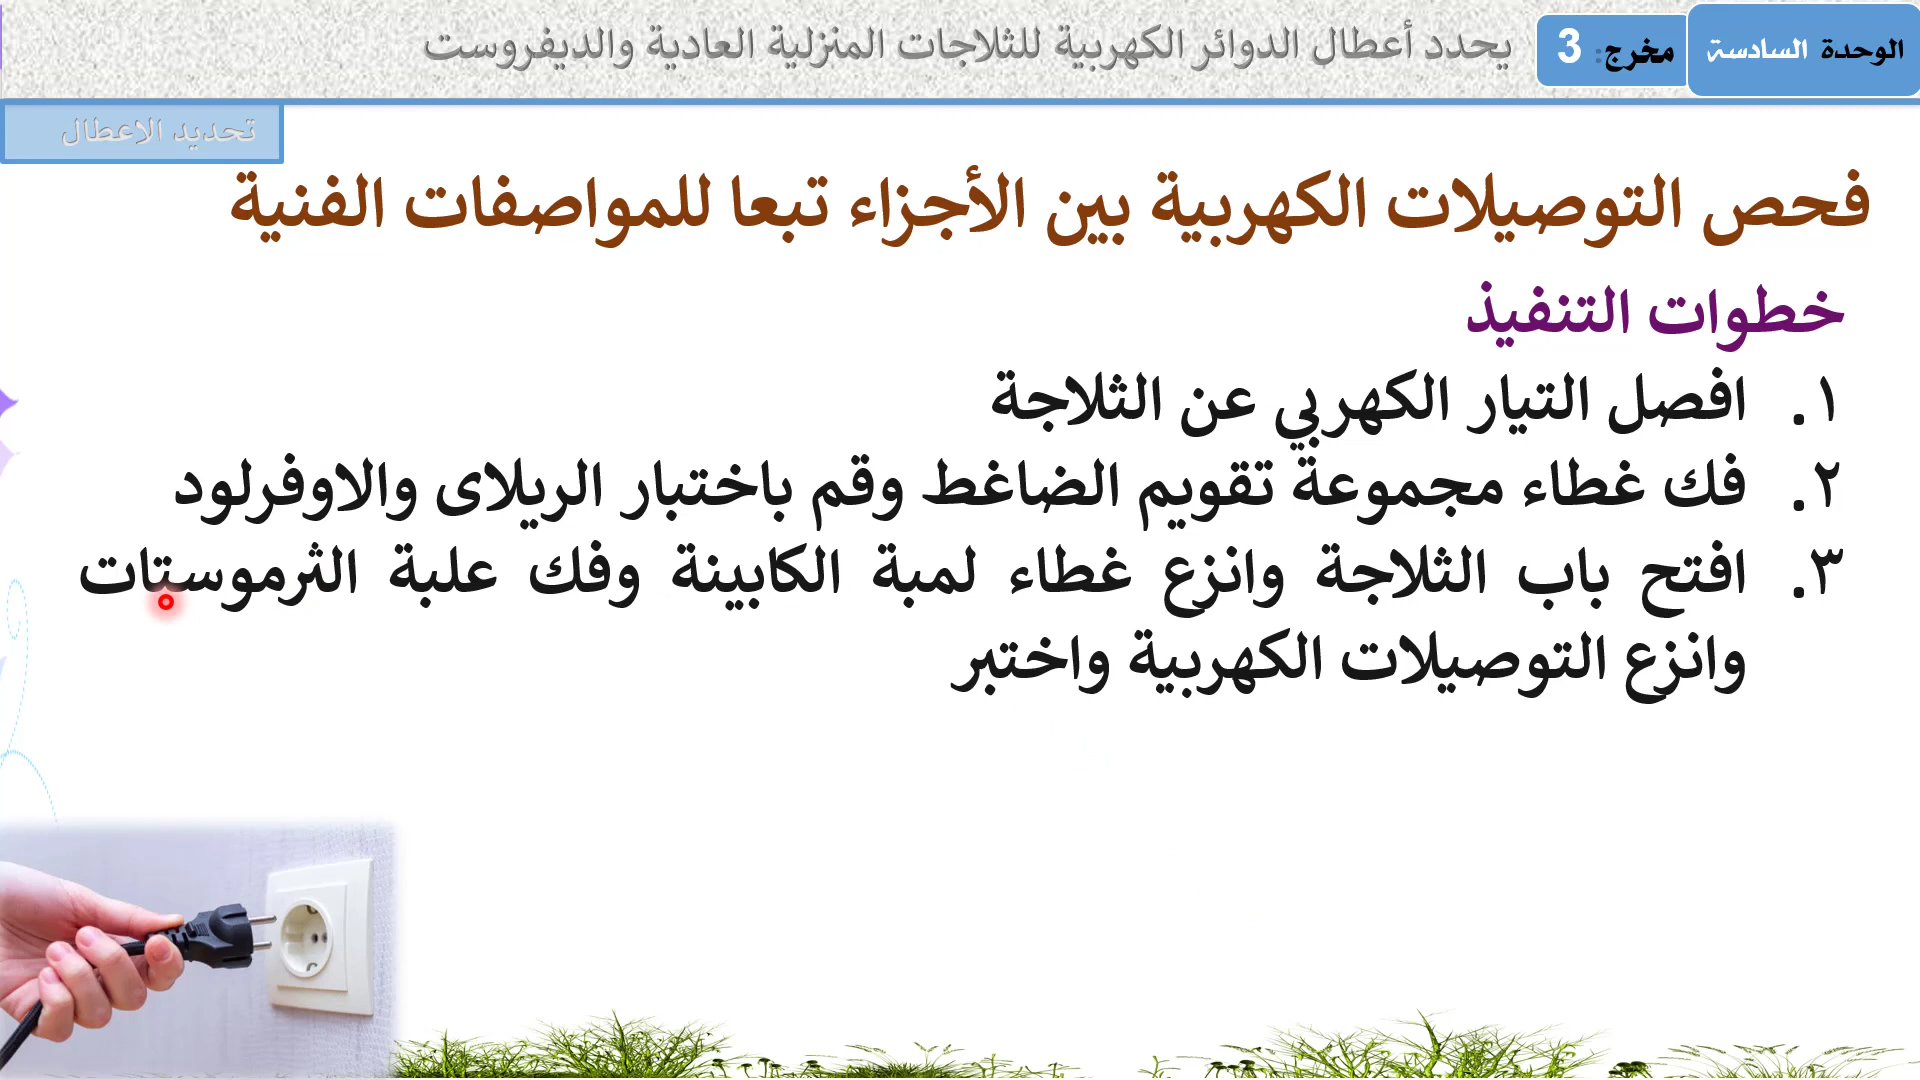 الوحدة السادسة
مخرج: 3
يحدد أعطال الدوائر الكهربية للثلاجات المنزلية العادية والديفروست
تحديد الاعطال
فحص التوصيلات الكهربية بين الأجزاء تبعا للمواصفات الفنية
خطوات التنفيذ
١. افصل التيار الكهربي عن الثلاجة
٢. فك غطاء مجموعة تقويم الضاغط وقم باختبار الريلاى والاوفرلود
٣. افتح باب الثلاجة وانزع غطاء لمبة الكابينة وفك علبة الثرموستات
وانزع التوصيلات الكهربية واختبر